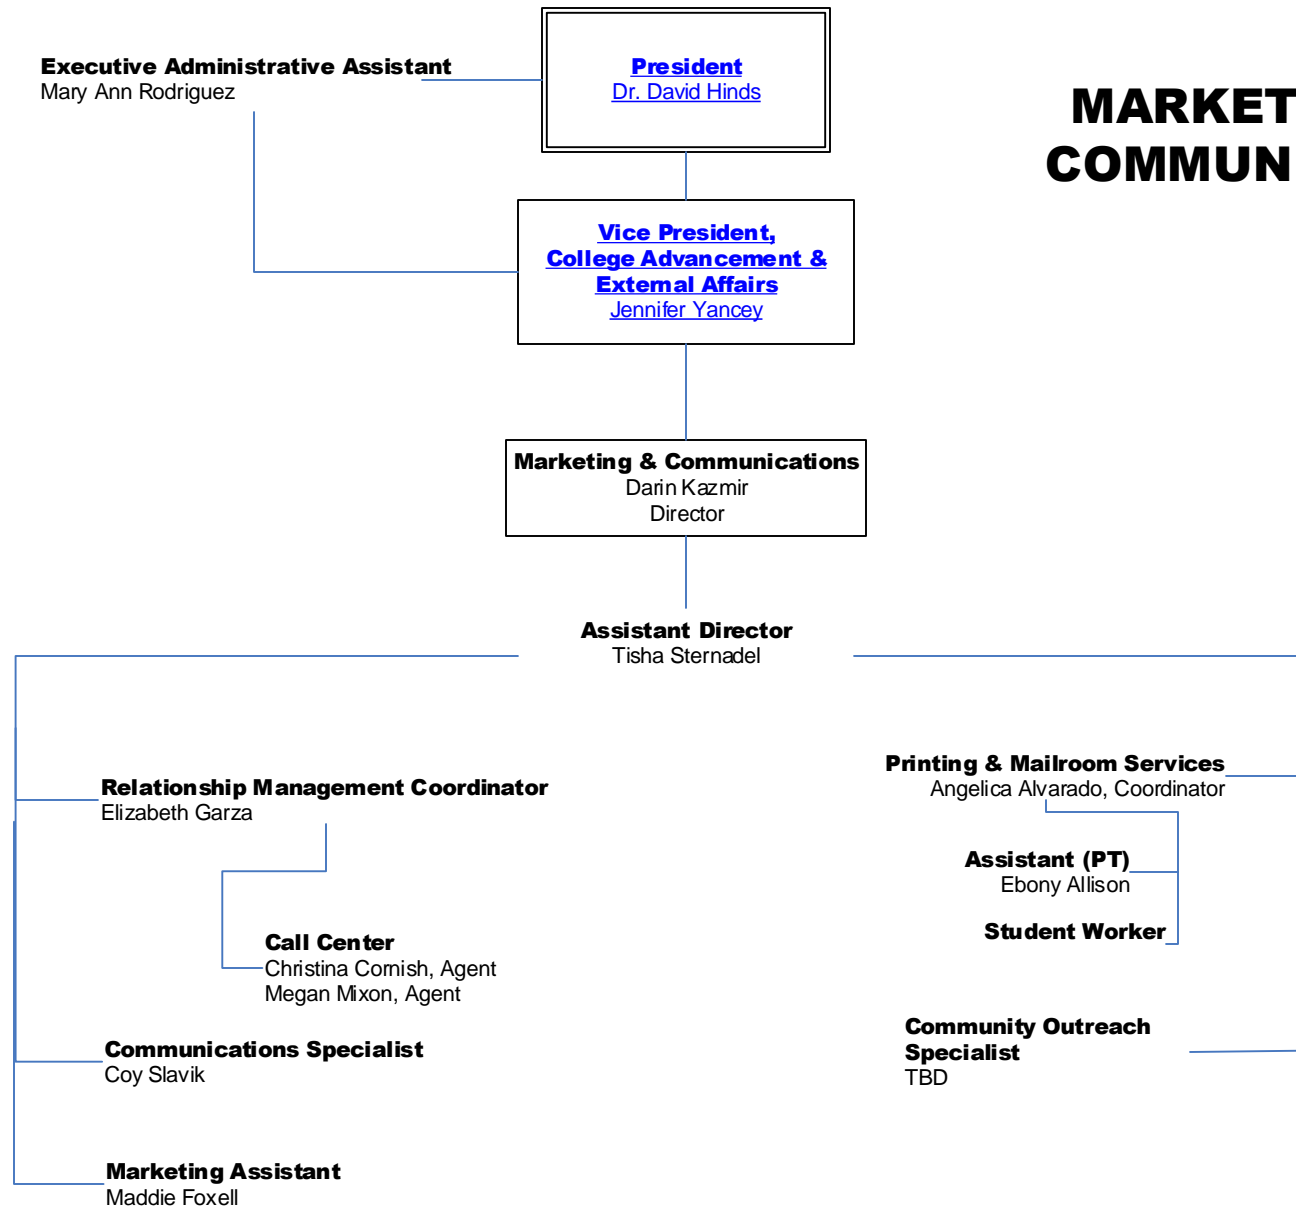 Executive Administrative Assistant
Mary Ann Rodriguez
President
Dr. David Hinds
MARKET
COMMUN
Vice President,
College Advancement &
External Affairs
Jennifer Yancey
Marketing & Communications
Darin Kazmir
Director
Assistant Director
Tisha Sternadel
Relationship Management Coordinator
Elizabeth Garza
Call Center
Christina Cornish, Agent
Megan Mixon, Agent
Communications Specialist
Coy Slavik
Marketing Assistant
Maddie Foxell
Printing & Mailroom Services
Angelica Alvarado, Coordinator
Assistant (PT)
Ebony Allison
Student Worker
Community Outreach
Specialist
TBD